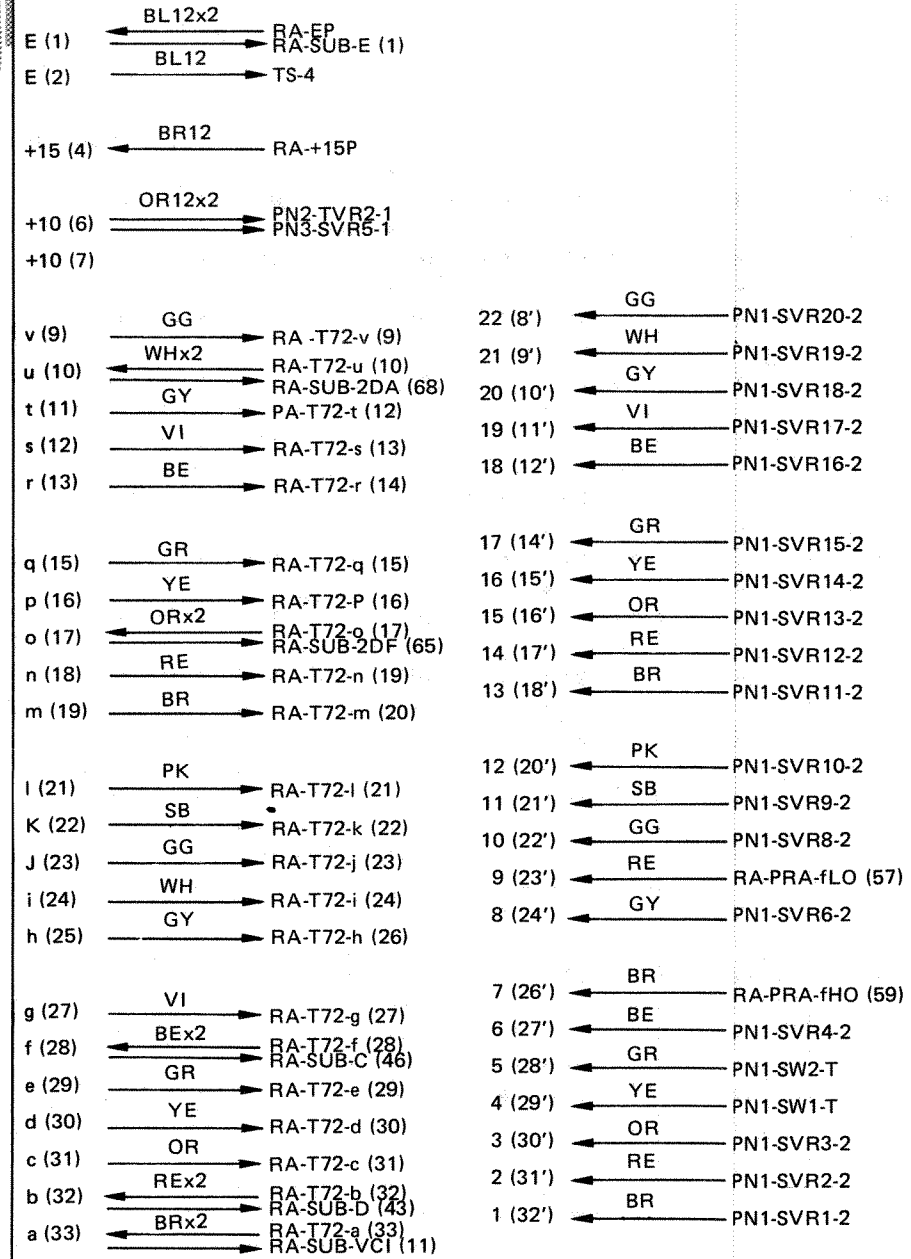 BL12x2
E (1) RA-EP
RA-SUB-E (1)
BL12
E (2) TS-4
BR12
+15 (4) RA-+15P
OR12x2
+10 (6) PN2-TVR2-1
PN3-SVR5-1
+10 (7)
GG
v (9) RA -T72-v (9)
WHx2
u (10) RA-T72-u (10)
RA-SUB-2DA (68)
GY
t (11) PA-T72-t (12)
VI
s (12) RA-T72-s (13)
BE
r (13) RA-T72-r (14)
GR
q (15) RA-T72-q (15)
YE
p (16) RA-T72-P (16)
ORx2
o (17) RA-T72-o (17)
RA-SUB-2DF (65)
RE
n (18) RA-T72-n (19)
BR
m (19) RA-T72-m (20)
PK
l (21) RA-T72-l (21)
SB
K (22) RA-T72-k (22)
GG
J (23) RA-T72-j (23)
WH
i (24) RA-T72-i (24)
GY
h (25) RA-T72-h (26)
VI
g (27) RA-T72-g (27)
BEx2
f (28) RA-T72-f (28)
RA-SUB-C (46)
GR
e (29) RA-T72-e (29)
YE
d (30) RA-T72-d (30)
OR
c (31) RA-T72-c (31)
REx2
b (32) RA-T72-b (32)
RA-SUB-D (43)
BRx2
a (33) RA-T72-a (33)
RA-SUB-VCI (11)
GG
22 (8') PN1-SVR20-2
WH
21 (9') PN1-SVR19-2
GY
20 (10') PN1-SVR18-2
VI
19 (11') PN1-SVR17-2
BE
18 (12') PN1-SVR16-2
GR
17 (14') PN1-SVR15-2
YE
16 (15') PN1-SVR14-2
OR
15 (16') PN1-SVR13-2
RE
14 (17') PN1-SVR12-2
BR
13 (18') PN1-SVR11-2
PK
12 (20') PN1-SVR10-2
SB
11 (21') PN1-SVR9-2
GG
10 (22') PN1-SVR8-2
RE
9 (23') RA-PRA-fLO (57)
GY
8 (24') PN1-SVR6-2
BR
7 (26') RA-PRA-fHO (59)
BE
6 (27') PN1-SVR4-2
GR
5 (28') PN1-SW2-T
YE
4 (29') PN1-SW1-T
OR
3 (30') PN1-SVR3-2
RE
2 (31') PN1-SVR2-2
BR
1 (32') PN1-SVR1-2